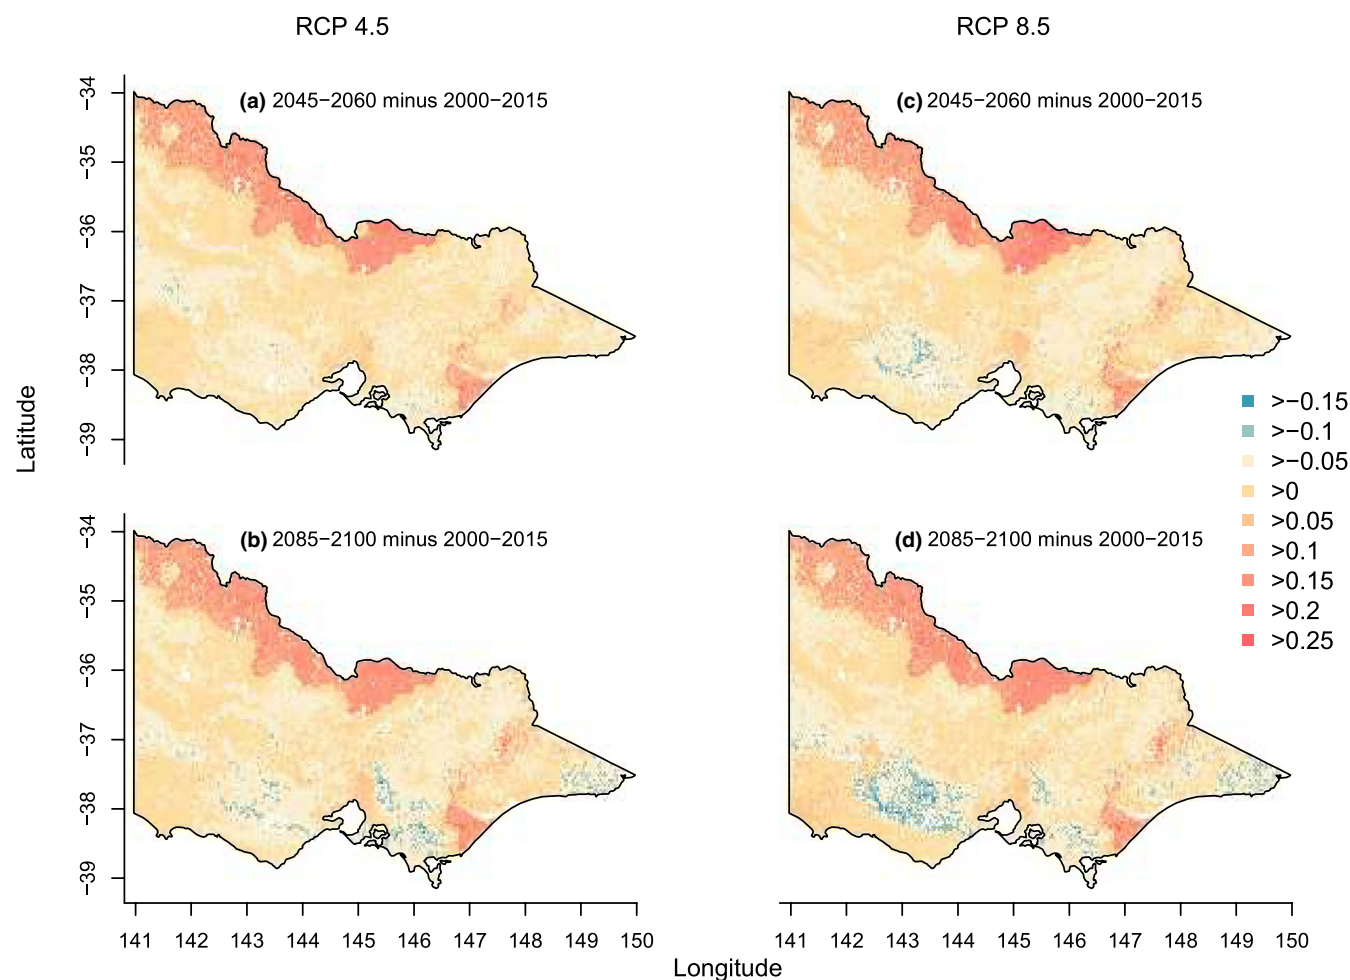 RCP 4.5
RCP 8.5
(a) 2045−2060 minus 2000−2015
(c) 2045−2060 minus 2000−2015
−34
−35
−36
−37
−38
−39
Latitude
>−0.15
>−0.1
>−0.05
>0
>0.05
>0.1
>0.15
>0.2
>0.25
(b) 2085−2100 minus 2000−2015
(d) 2085−2100 minus 2000−2015
−34
−35
−36
−37
−38
−39
141 142 143 144 145 146 147 148 149 150
141 142 143 144 145 146 147 148 149 150
Longitude